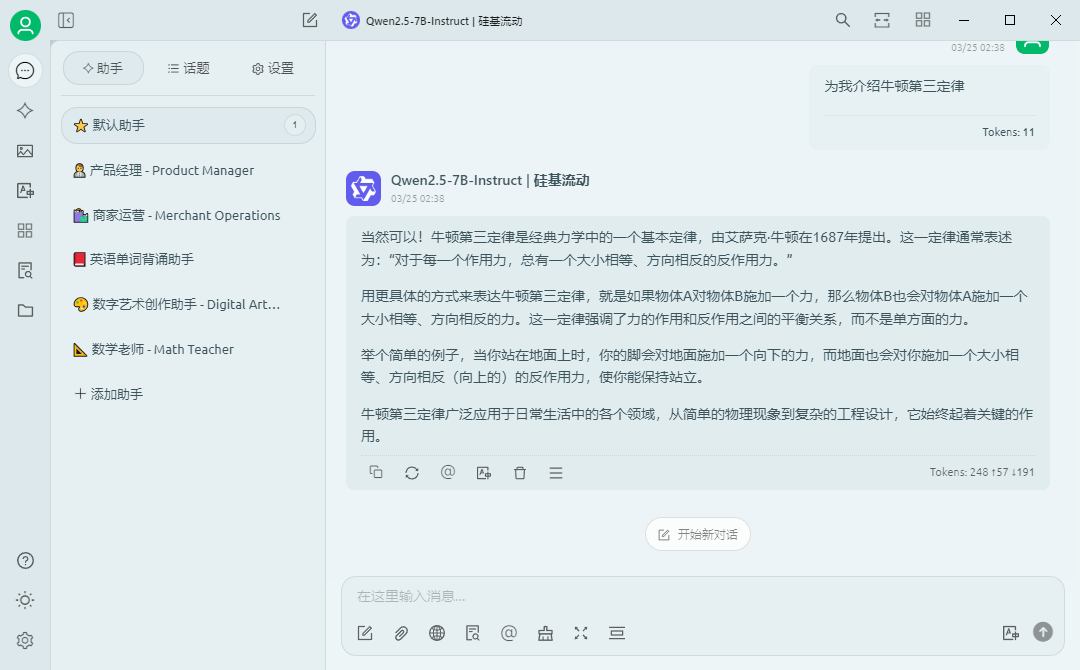 Qwen2.5-7B-Instruct | 硅基流动
助手
话题
设置
默认助手
1
产品经理 - Product Manager
商家运营 - Merchant Operations
英语单词背诵助手
数字艺术创作助手 - Digital Art...
数学老师 - Math Teacher
添加助手
03/25 02:38
为我介绍牛顿第三定律
Tokens: 11
Qwen2.5-7B-Instruct | 硅基流动
03/25 02:38
当然可以！牛顿第三定律是经典力学中的一个基本定律，由艾萨克·牛顿在1687年提出。这一定律通常表述
为：“对于每一个作用力，总有一个大小相等、方向相反的反作用力。”
用更具体的方式来表达牛顿第三定律，就是如果物体A对物体B施加一个力，那么物体B也会对物体A施加一个
大小相等、方向相反的力。这一定律强调了力的作用和反作用之间的平衡关系，而不是单方面的力。
举个简单的例子，当你站在地面上时，你的脚会对地面施加一个向下的力，而地面也会对你施加一个大小相
等、方向相反（向上的）的反作用力，使你能保持站立。
牛顿第三定律广泛应用于日常生活中的各个领域，从简单的物理现象到复杂的工程设计，它始终起着关键的作
用。
Tokens: 248 ↑57 ↓191
开始新对话
在这里输入消息...